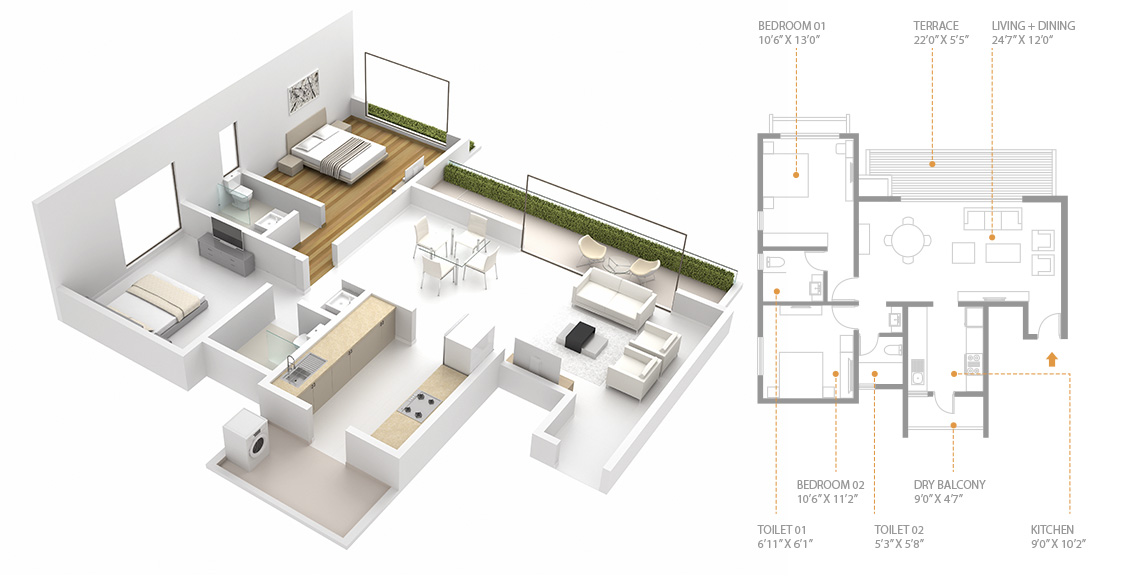 BEDROOM 01
10’6” X 13’0”
TERRACE
22’0” X 5’5”
LIVING + DINING
24’7” X 12’0”
BEDROOM 02
10’6” X 11’2”
DRY BALCONY
9’0” X 4’7”
TOILET 01
6’11” X 6’1”
TOILET 02
5’3” X 5’8”
KITCHEN
9’0” X 10’2”